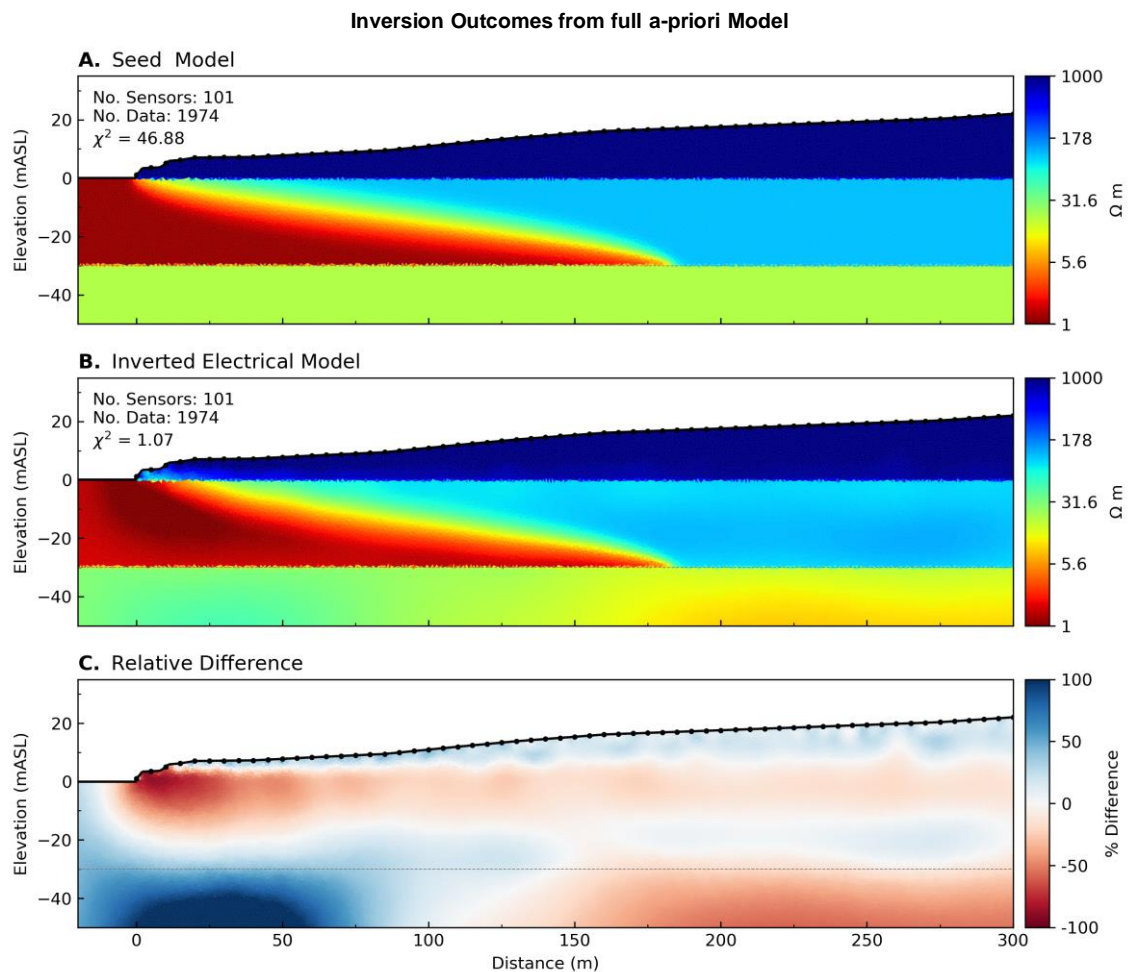 Inversion Outcomes from full a-priori Model
A. Seed Model
No. Sensors: 101
No. Data: 1974
χ² = 46.88
20
0
−20
−40
Elevation (mASL)
1000
178
31.6
5.6
1
Ω m
B. Inverted Electrical Model
No. Sensors: 101
No. Data: 1974
χ² = 1.07
20
0
−20
−40
Elevation (mASL)
1000
178
31.6
5.6
1
Ω m
C. Relative Difference
20
0
−20
−40
Elevation (mASL)
100
50
0
-50
-100
% Difference
0 50 100 150 200 250 300
Distance (m)